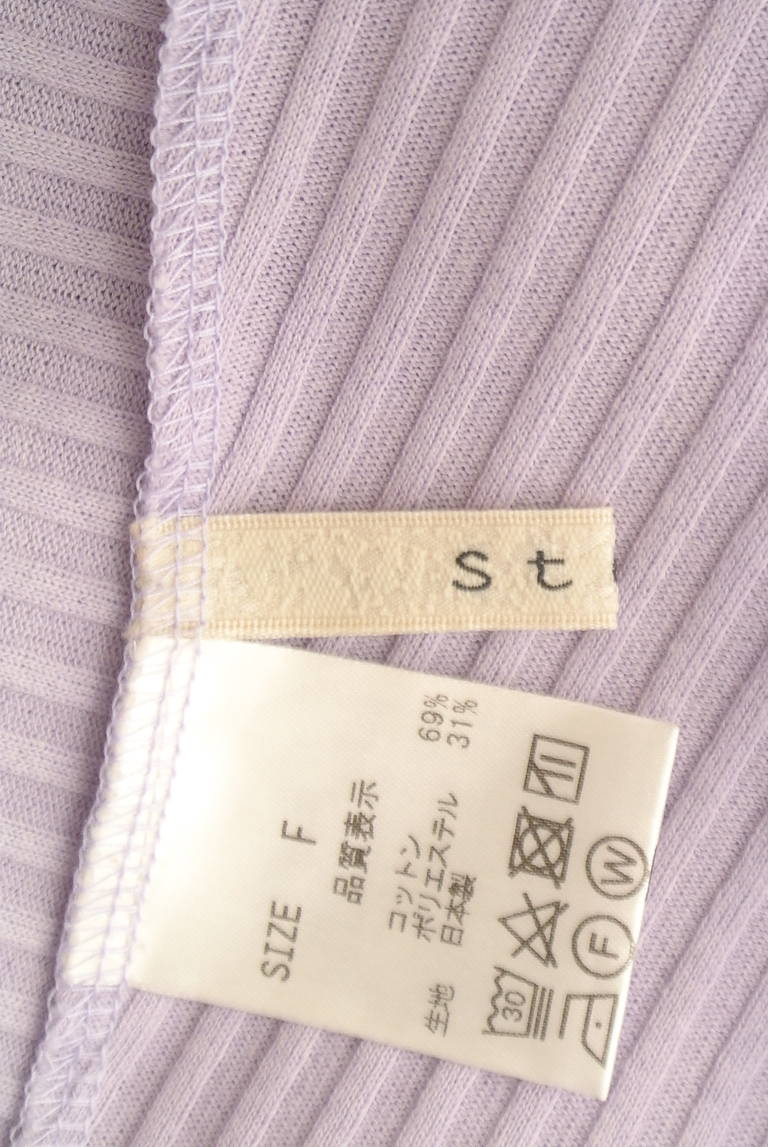 St
SIZE F
品質表示
生地 コットン 69%
ポリエステル 31%
日本製
30
F W